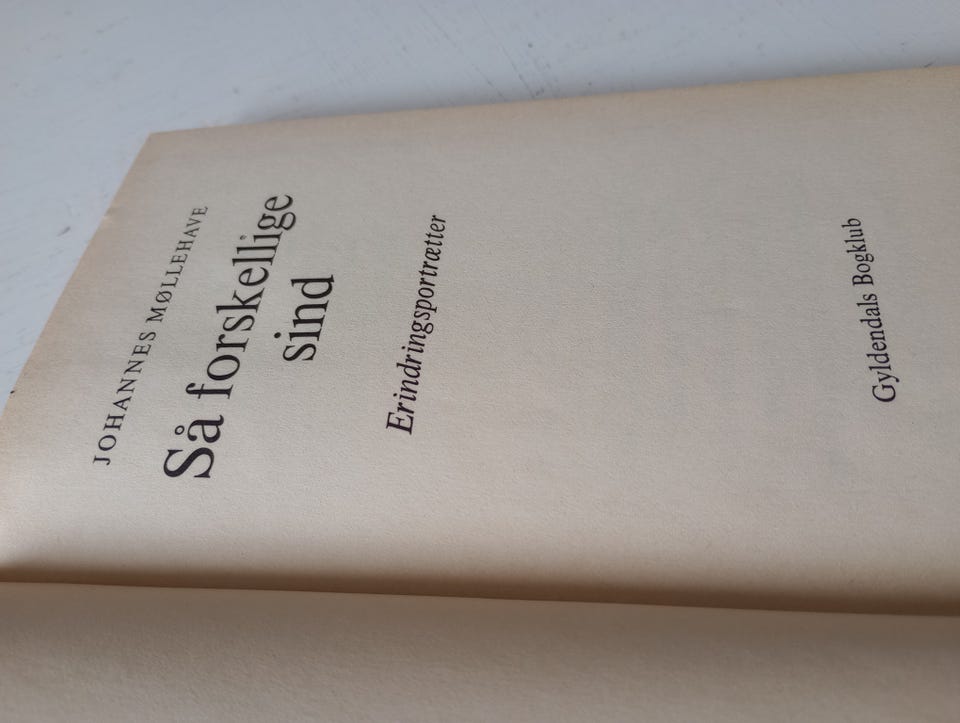 JOHANNES MØLLEHAVE
Så forskellige
sind
Erindringsportrætter
Gyldendals Bogklub